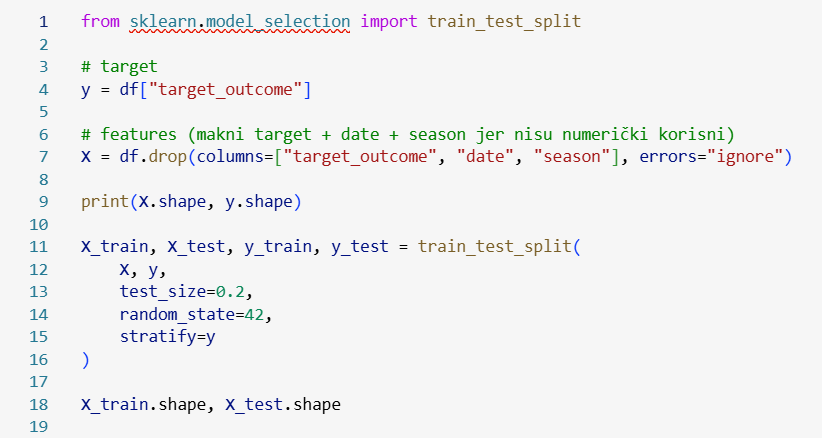 1 from sklearn.model_selection import train_test_split
2
3 # target
4 y = df["target_outcome"]
5
6 # features (makni target + date + season jer nisu numerički korisni)
7 X = df.drop(columns=["target_outcome", "date", "season"], errors="ignore")
8
9 print(X.shape, y.shape)
10
11 X_train, X_test, y_train, y_test = train_test_split(
12     X, y,
13     test_size=0.2,
14     random_state=42,
15     stratify=y
16 )
17
18 X_train.shape, X_test.shape
19